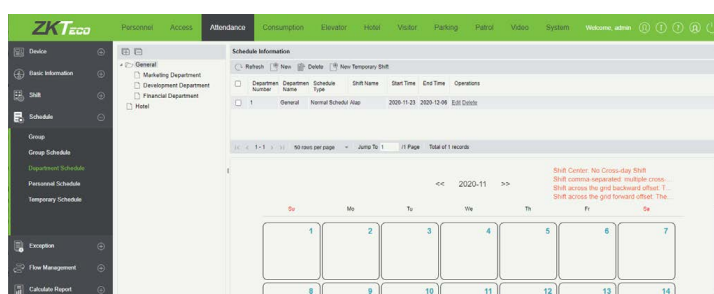 ZKTECO
Personnel Access Attendance Consumption Elevator Hotel Visitor Parking Patrol Video System Welcome, admin
Device
Basic Information
Shift
Schedule
Group
Group Schedule
Department Schedule
Personnel Schedule
Temporary Schedule
Exception
Flow Management
Calculate Report
General
Marketing Department
Development Department
Financial Department
Hotel
Schedule Information
Refresh New Delete New Temporary Shift
Departmen Number Departmen Name Schedule Type Shift Name Start Time End Time Operations
1 General Normal Schedul Alap 2020-11-23 2020-12-06 Edit Delete
1-1 50 rows per page Jump To 1 /1 Page Total of 1 records
Shift Center: No Cross-day Shift
Shift comma-separated: multiple cross-...
Shift across the grid backward offset: T...
Shift across the grid forward offset: The...
<< 2020-11 >>
Su Mo Tu We Th Fr Sa
1 2 3 4 5 6 7
8 9 10 11 12 13 14